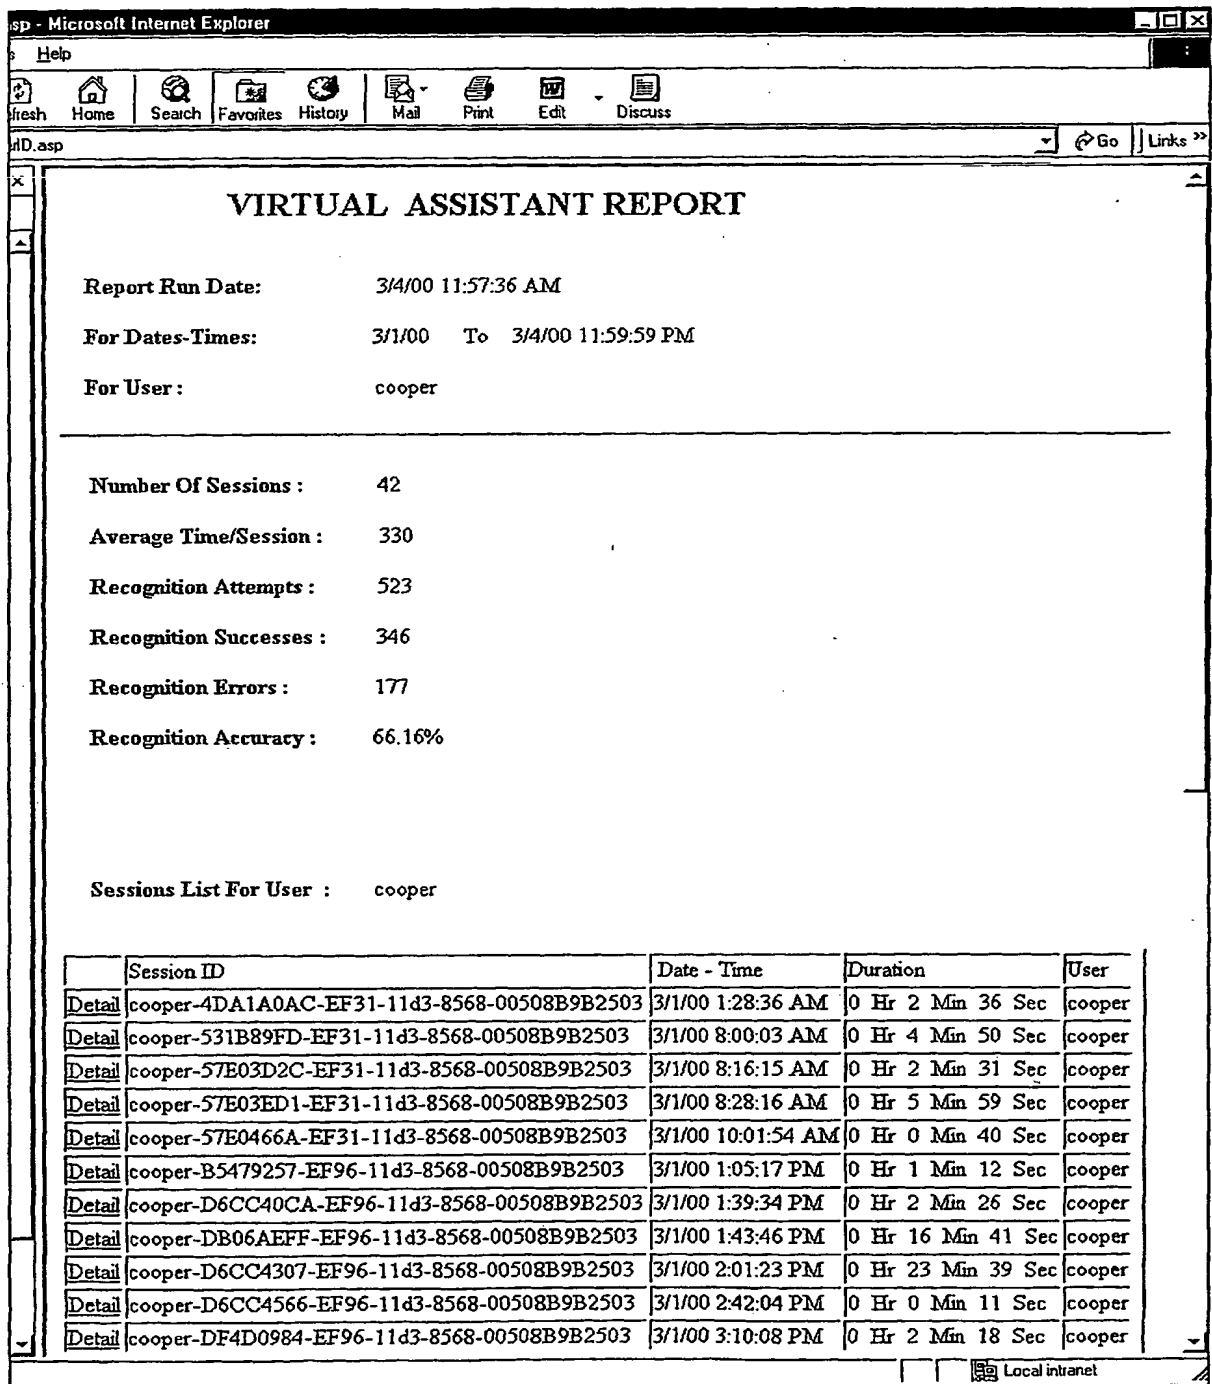 sp - Microsoft Internet Explorer
s Help
fresh Home Search Favorites History Mail Print Edit Discuss
rID.asp Go Links »
VIRTUAL ASSISTANT REPORT
Report Run Date: 3/4/00 11:57:36 AM
For Dates-Times: 3/1/00 To 3/4/00 11:59:59 PM
For User : cooper
Number Of Sessions : 42
Average Time/Session : 330
Recognition Attempts : 523
Recognition Successes : 346
Recognition Errors : 177
Recognition Accuracy : 66.16%
Sessions List For User : cooper
Session ID Date - Time Duration User
Detail cooper-4DA1A0AC-EF31-11d3-8568-00508B9B2503 3/1/00 1:28:36 AM 0 Hr 2 Min 36 Sec cooper
Detail cooper-531B89FD-EF31-11d3-8568-00508B9B2503 3/1/00 8:00:03 AM 0 Hr 4 Min 50 Sec cooper
Detail cooper-57E03D2C-EF31-11d3-8568-00508B9B2503 3/1/00 8:16:15 AM 0 Hr 2 Min 31 Sec cooper
Detail cooper-57E03ED1-EF31-11d3-8568-00508B9B2503 3/1/00 8:28:16 AM 0 Hr 5 Min 59 Sec cooper
Detail cooper-57E0466A-EF31-11d3-8568-00508B9B2503 3/1/00 10:01:54 AM 0 Hr 0 Min 40 Sec cooper
Detail cooper-B5479257-EF96-11d3-8568-00508B9B2503 3/1/00 1:05:17 PM 0 Hr 1 Min 12 Sec cooper
Detail cooper-D6CC40CA-EF96-11d3-8568-00508B9B2503 3/1/00 1:39:34 PM 0 Hr 2 Min 26 Sec cooper
Detail cooper-DB06AEFF-EF96-11d3-8568-00508B9B2503 3/1/00 1:43:46 PM 0 Hr 16 Min 41 Sec cooper
Detail cooper-D6CC4307-EF96-11d3-8568-00508B9B2503 3/1/00 2:01:23 PM 0 Hr 23 Min 39 Sec cooper
Detail cooper-D6CC4566-EF96-11d3-8568-00508B9B2503 3/1/00 2:42:04 PM 0 Hr 0 Min 11 Sec cooper
Detail cooper-DF4D0984-EF96-11d3-8568-00508B9B2503 3/1/00 3:10:08 PM 0 Hr 2 Min 18 Sec cooper
Local intranet